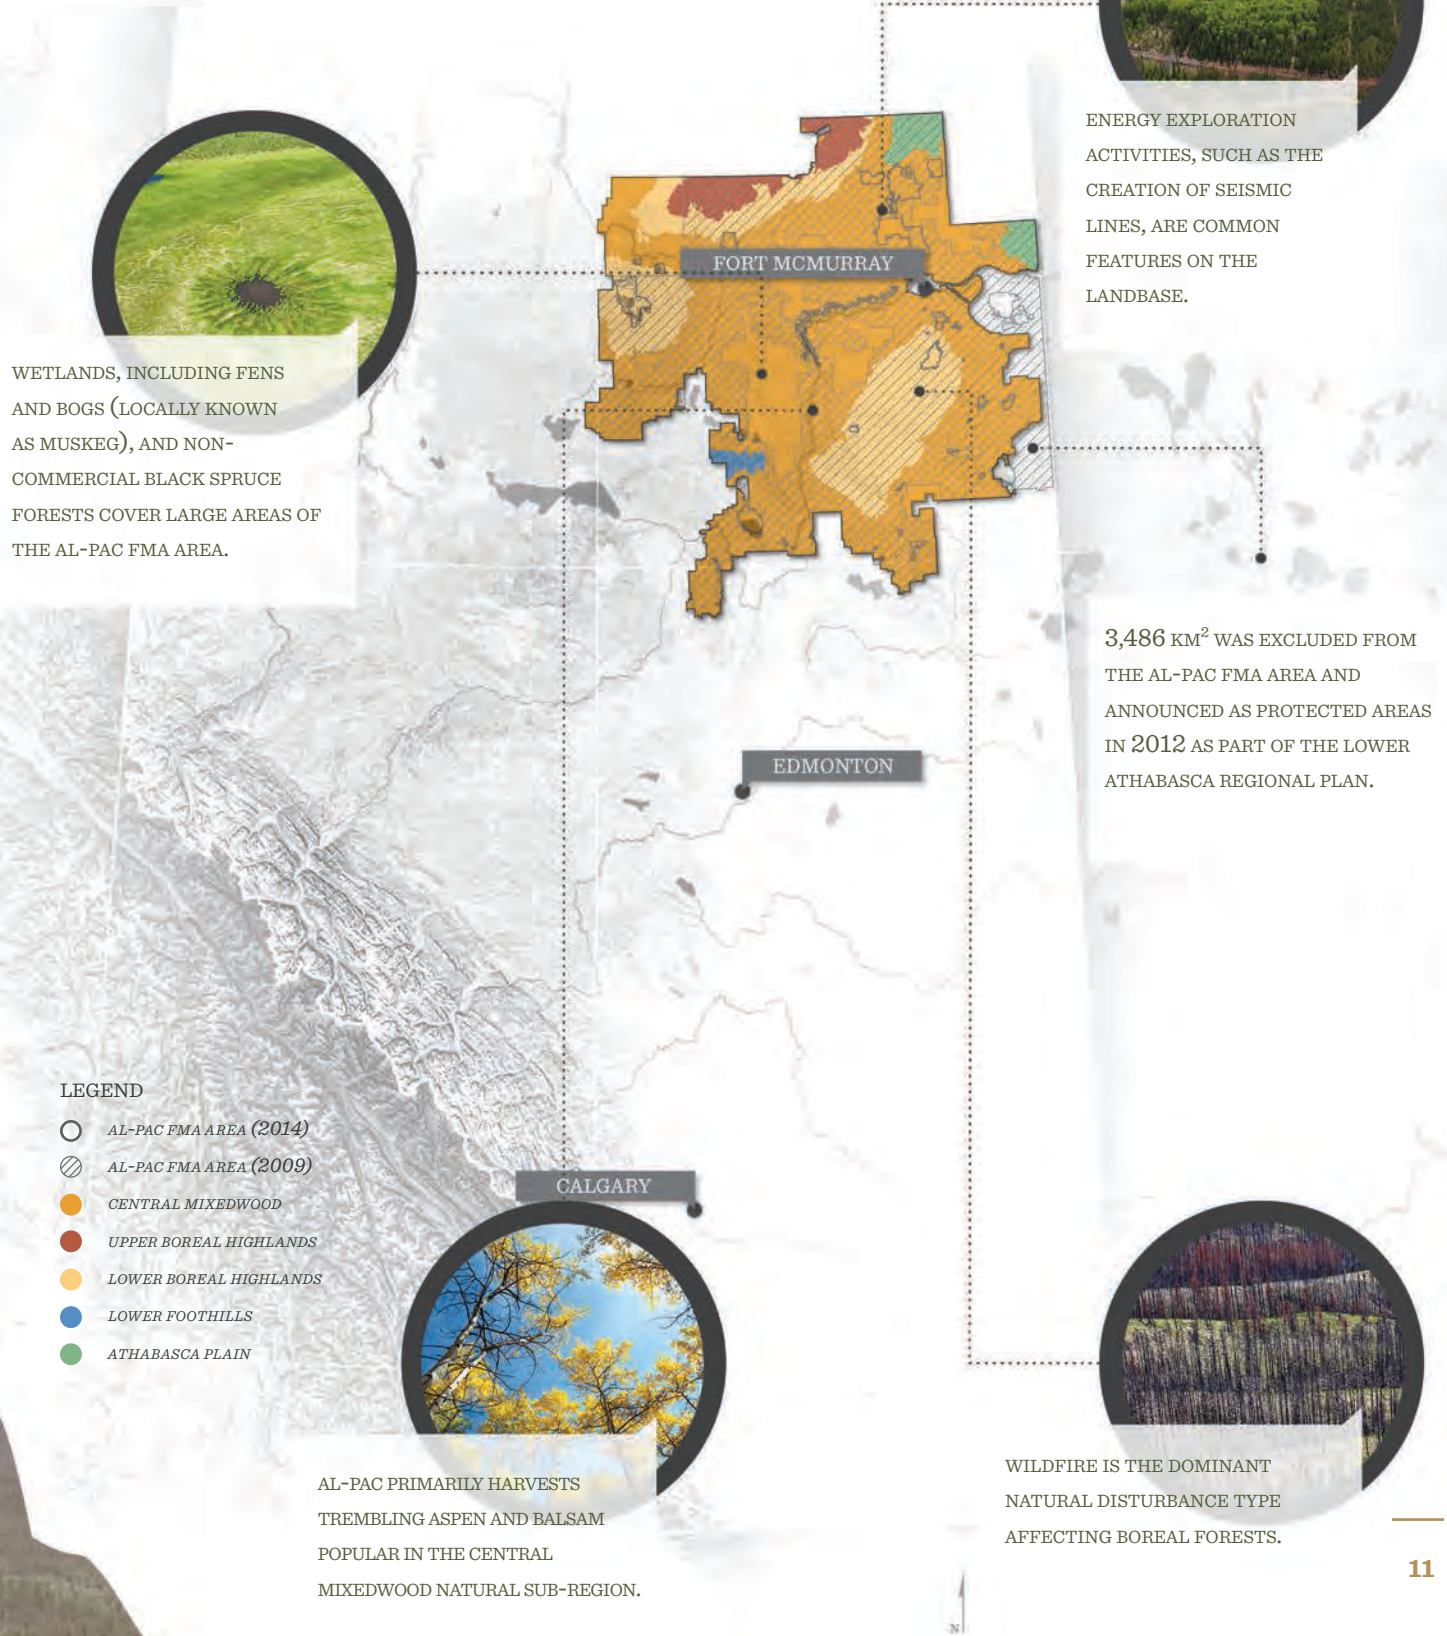 ENERGY EXPLORATION
ACTIVITIES, SUCH AS THE
CREATION OF SEISMIC
LINES, ARE COMMON
FEATURES ON THE
LANDBASE.
FORT MCMURRAY
WETLANDS, INCLUDING FENS
AND BOGS (LOCALLY KNOWN
AS MUSKEG), AND NON-
COMMERCIAL BLACK SPRUCE
FORESTS COVER LARGE AREAS OF
THE AL-PAC FMA AREA.
3,486 KM² WAS EXCLUDED FROM
THE AL-PAC FMA AREA AND
ANNOUNCED AS PROTECTED AREAS
IN 2012 AS PART OF THE LOWER
ATHABASCA REGIONAL PLAN.
EDMONTON
LEGEND
AL-PAC FMA AREA (2014)
AL-PAC FMA AREA (2009)
CENTRAL MIXEDWOOD
UPPER BOREAL HIGHLANDS
LOWER BOREAL HIGHLANDS
LOWER FOOTHILLS
ATHABASCA PLAIN
CALGARY
AL-PAC PRIMARILY HARVESTS
TREMBLING ASPEN AND BALSAM
POPULAR IN THE CENTRAL
MIXEDWOOD NATURAL SUB-REGION.
WILDFIRE IS THE DOMINANT
NATURAL DISTURBANCE TYPE
AFFECTING BOREAL FORESTS.
11
N